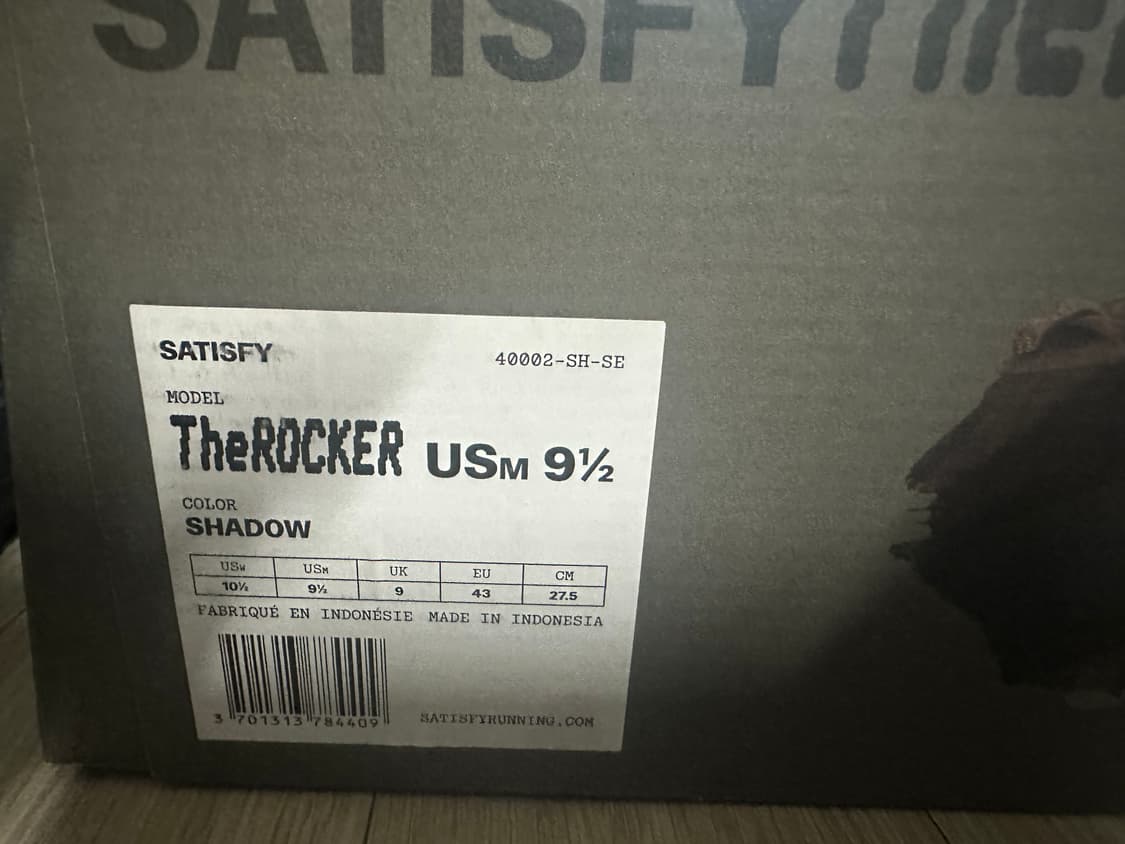 SATISFY
SATISFY
40002-SH-SE
MODEL
TheROCKER USM 9½
COLOR
SHADOW
USW USM UK EU CM
10½ 9½ 9 43 27.5
FABRIQUÉ EN INDONÉSIE MADE IN INDONESIA
3 701313 784409
SATISFYRUNNING.COM